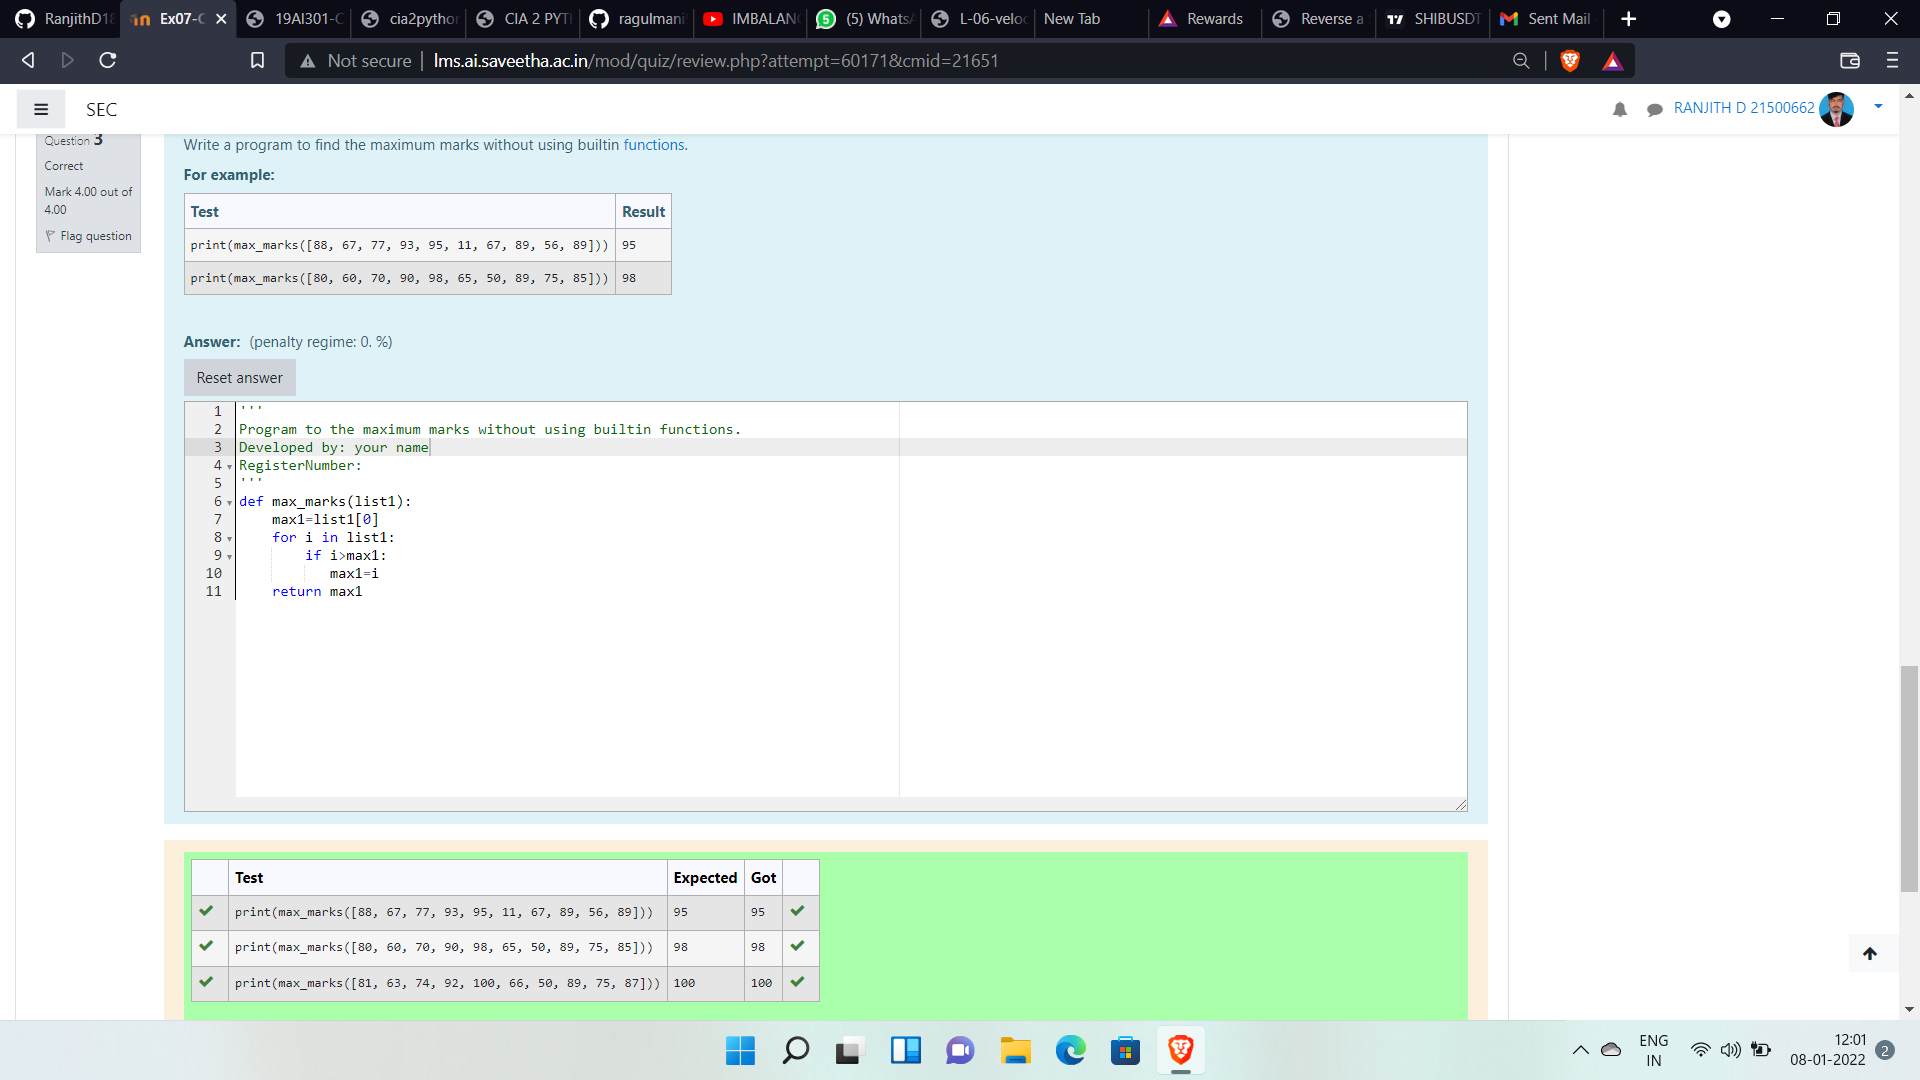 RanjithD18
Ex07-C
19AI301-C
cia2python
CIA 2 PYTH
ragulmani
IMBALANC
5
(5) WhatsA
L-06-veloc
New Tab
Rewards
Reverse a
SHIBUSDT
Sent Mail
Not secure | lms.ai.saveetha.ac.in/mod/quiz/review.php?attempt=60171&cmid=21651
SEC
RANJITH D 21500662
Question 3
Correct
Mark 4.00 out of
4.00
Flag question
Write a program to find the maximum marks without using builtin functions.
For example:
Test Result
print(max_marks([88, 67, 77, 93, 95, 11, 67, 89, 56, 89])) 95
print(max_marks([80, 60, 70, 90, 98, 65, 50, 89, 75, 85])) 98
Answer: (penalty regime: 0. %)
Reset answer
1 '''
2 Program to the maximum marks without using builtin functions.
3 Developed by: your name
4 RegisterNumber:
5 '''
6 def max_marks(list1):
7 max1=list1[0]
8 for i in list1:
9 if i>max1:
10 max1=i
11 return max1
Test Expected Got
print(max_marks([88, 67, 77, 93, 95, 11, 67, 89, 56, 89])) 95 95
print(max_marks([80, 60, 70, 90, 98, 65, 50, 89, 75, 85])) 98 98
print(max_marks([81, 63, 74, 92, 100, 66, 50, 89, 75, 87])) 100 100
ENG
IN
12:01
08-01-2022
2